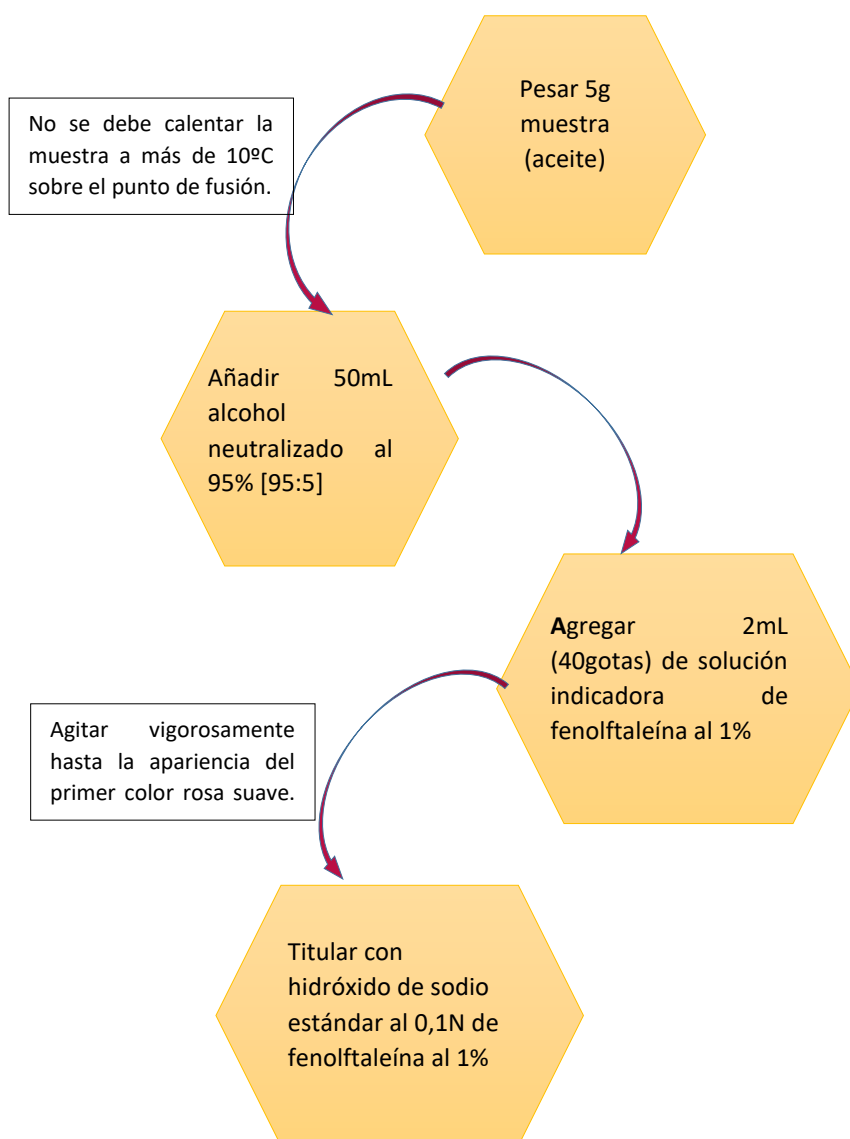 Pesar 5g
muestra
(aceite)
No se debe calentar la
muestra a más de 10ºC
sobre el punto de fusión.
Añadir 50mL
alcohol
neutralizado al
95% [95:5]
Agregar 2mL
(40gotas) de solución
indicadora de
fenolftaleína al 1%
Agitar vigorosamente
hasta la apariencia del
primer color rosa suave.
Titular con
hidróxido de sodio
estándar al 0,1N de
fenolftaleína al 1%